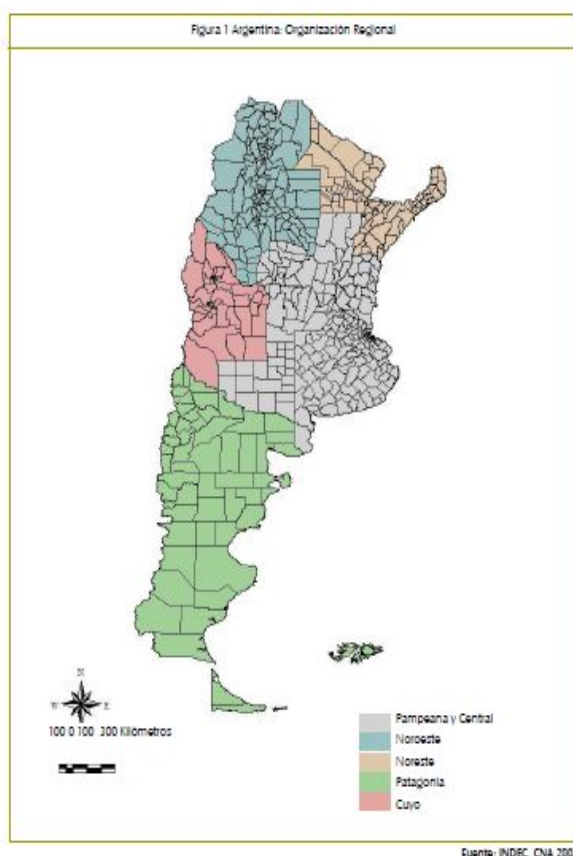 Figura 1 Argentina: Organización Regional
N
W E
S
100 0 100 300 Kilómetros
Pampeana y Central
Noroeste
Noreste
Patagonia
Cuyo
Fuente: INDEC, CNA 200